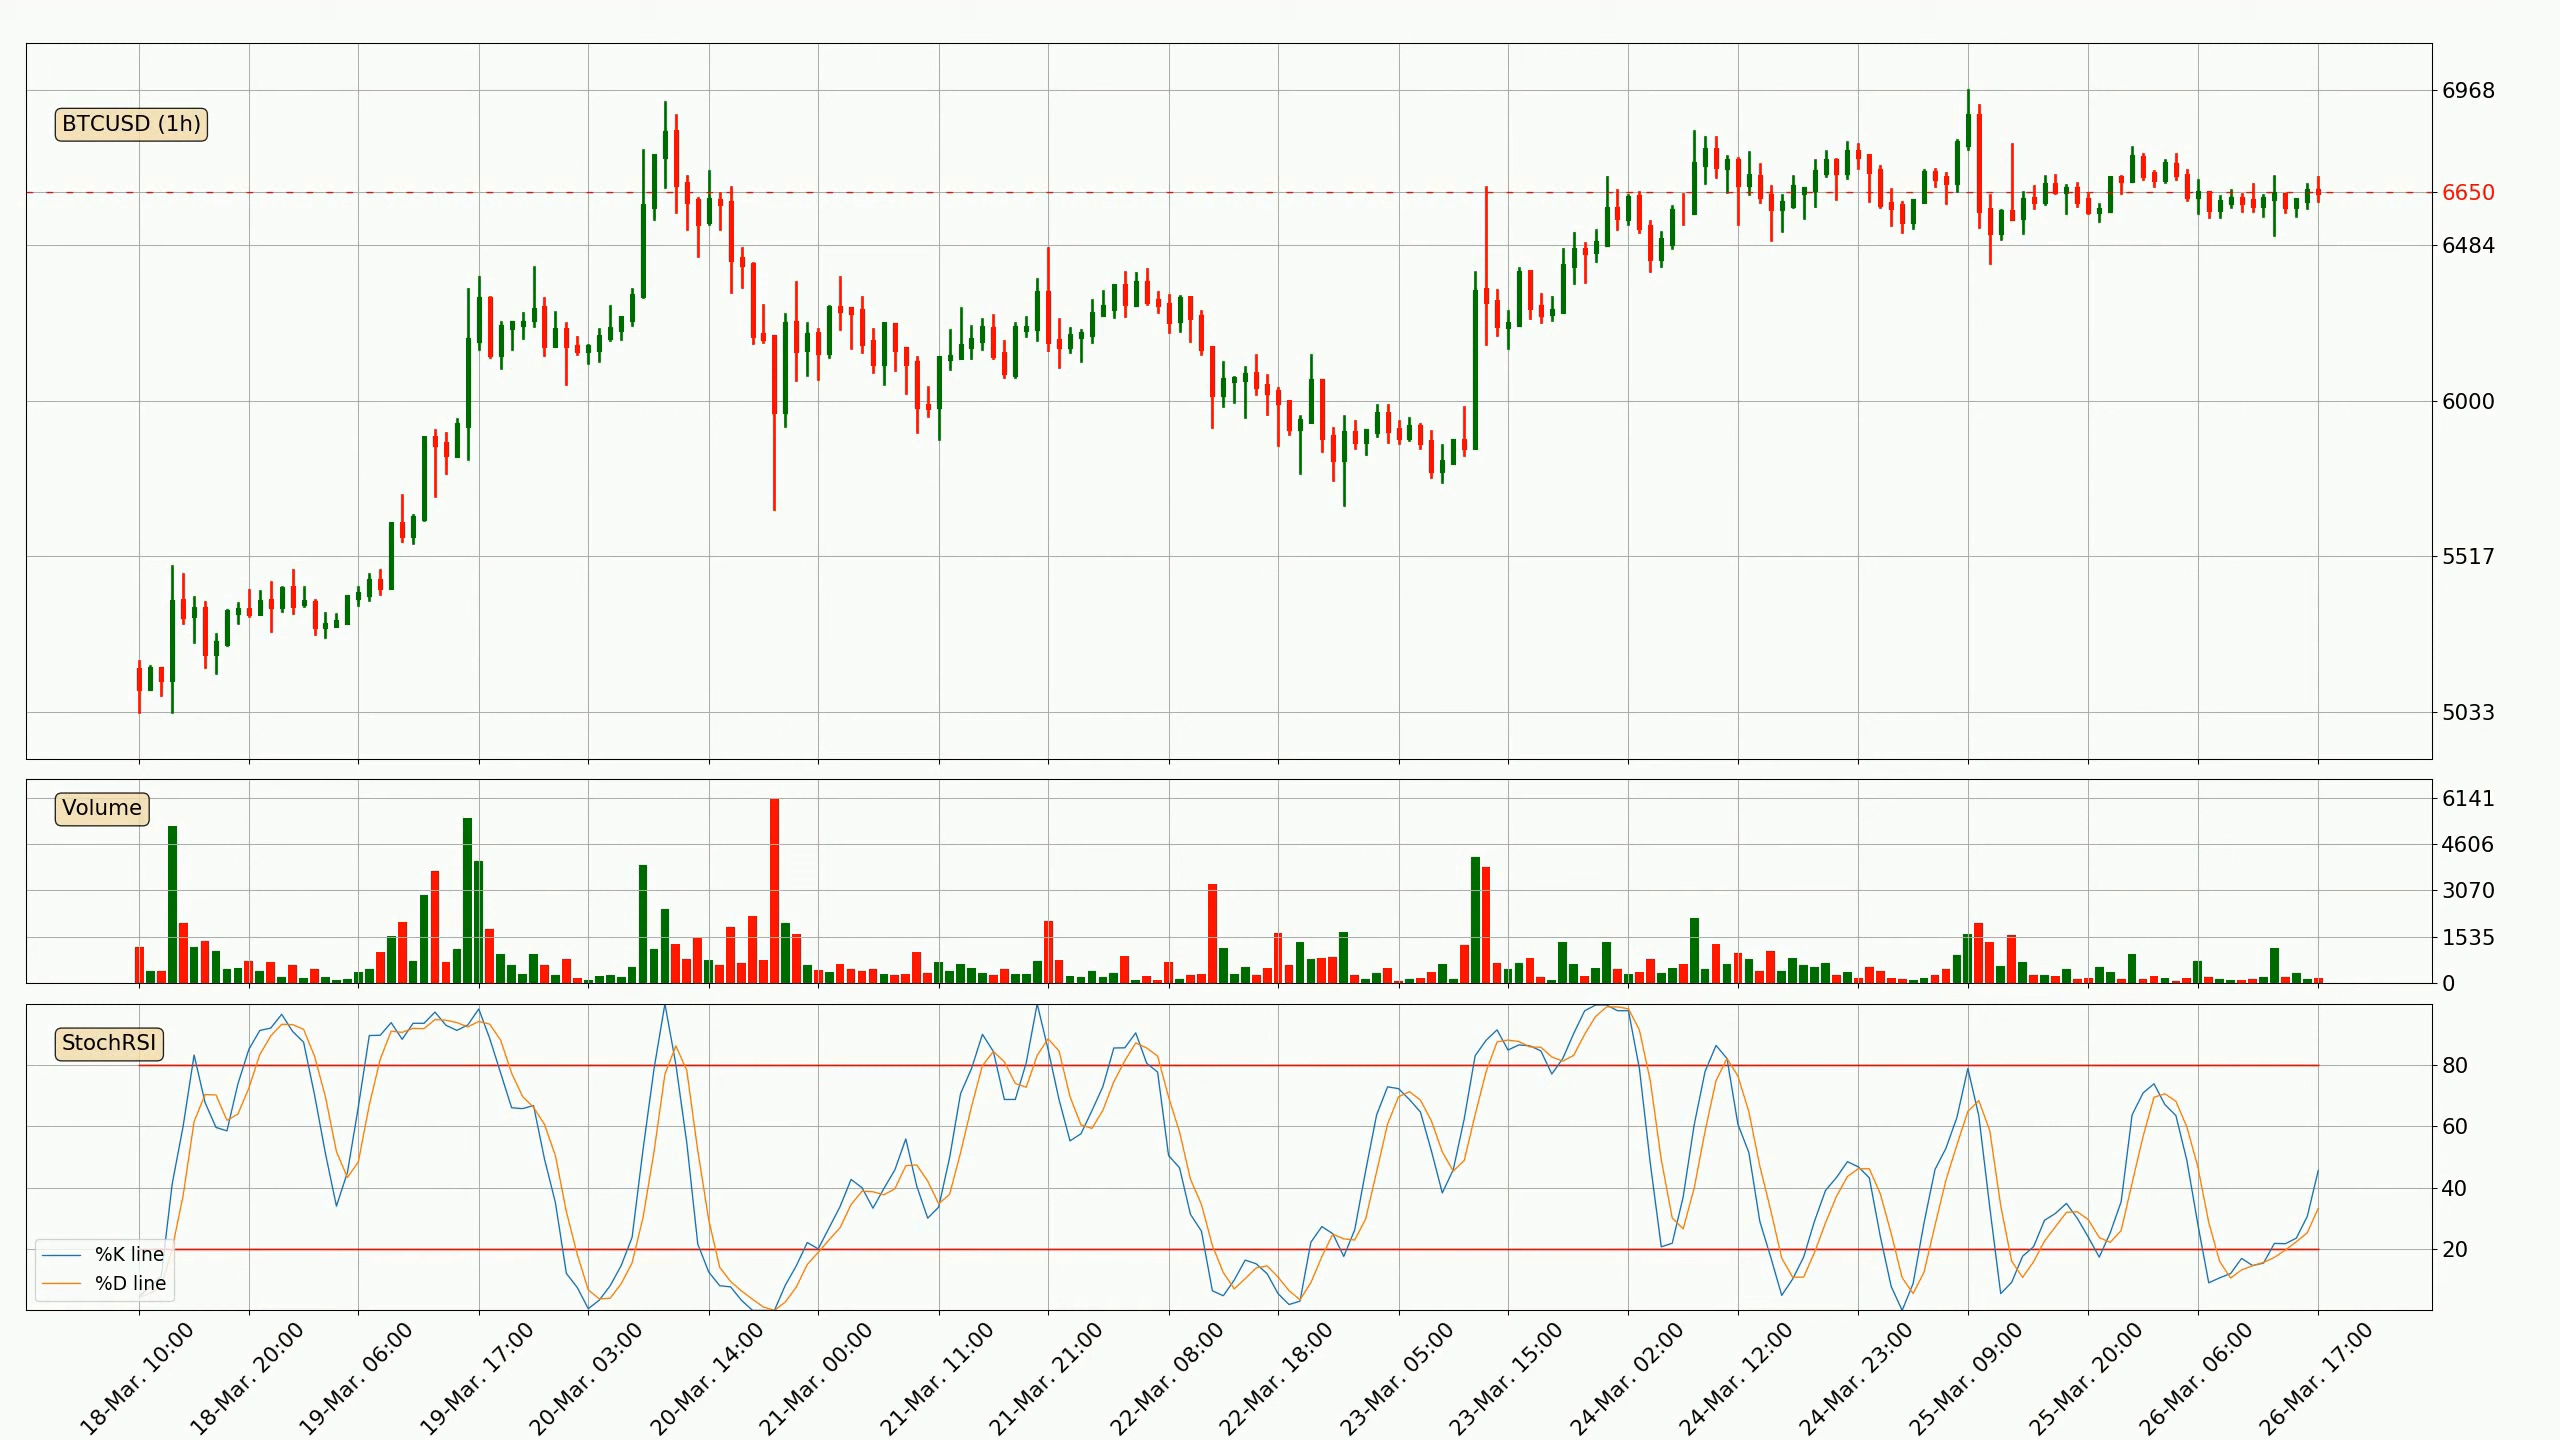 BTCUSD (1h)
6968
6650
6484
6000
5517
5033
Volume
6141
4606
3070
1535
0
StochRSI
80
60
40
20
%K line
%D line
18-Mar. 10:00
18-Mar. 20:00
19-Mar. 06:00
19-Mar. 17:00
20-Mar. 03:00
20-Mar. 14:00
21-Mar. 00:00
21-Mar. 11:00
21-Mar. 21:00
22-Mar. 08:00
22-Mar. 18:00
23-Mar. 05:00
23-Mar. 15:00
24-Mar. 02:00
24-Mar. 12:00
24-Mar. 23:00
25-Mar. 09:00
25-Mar. 20:00
26-Mar. 06:00
26-Mar. 17:00